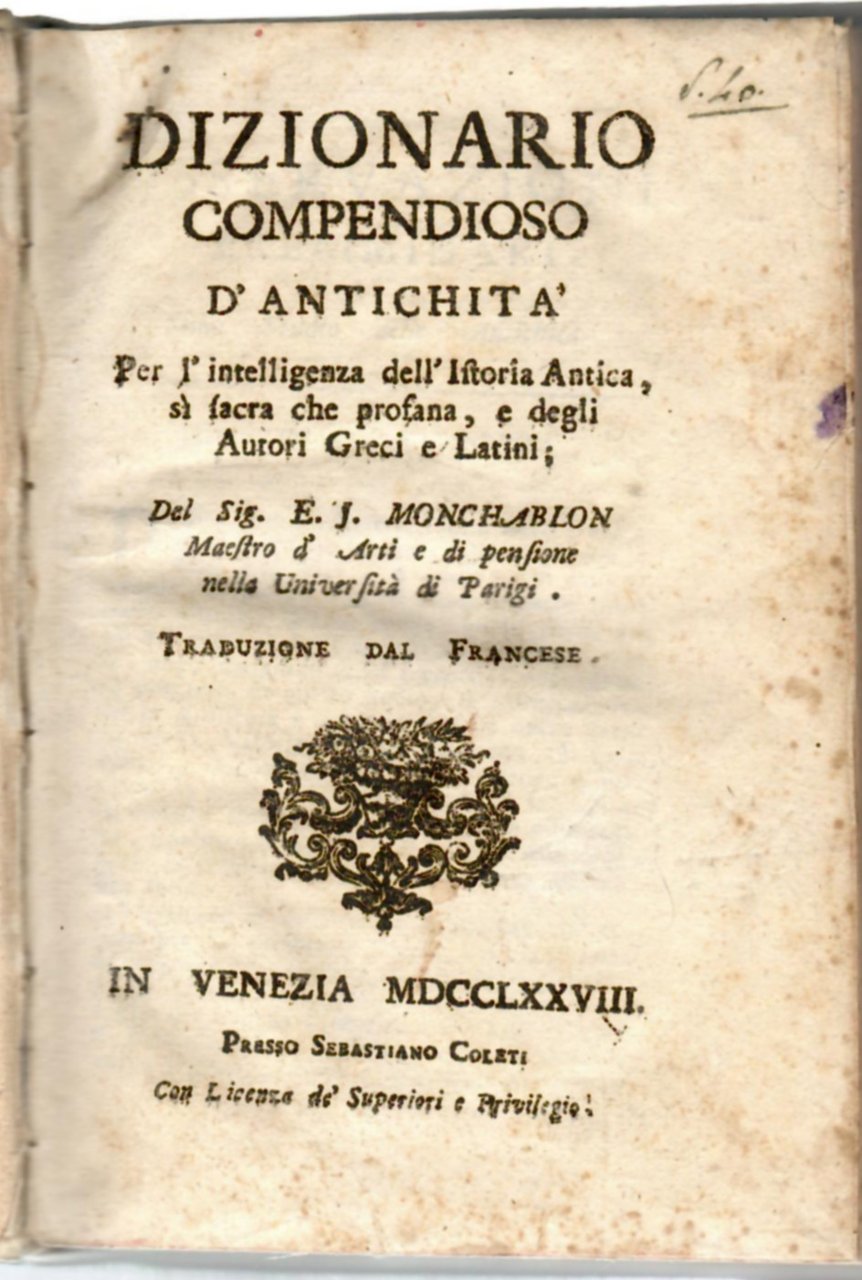 DIZIONARIO
COMPENDIOSO
D' ANTICHITA'
Per l' intelligenza dell' Iſtoria Antica,
sì ſacra che profana, e degli
Autori Greci e Latini;
Del Sig. E. J. MONCHABLON
Maeſtro d' Arti e di penſione
nella Univerſità di Parigi.
TRADUZIONE DAL FRANCESE.
IN VENEZIA MDCCLXXVIII.
PRESSO SEBASTIANO COLETI
Con Licenza de' Superiori e Privilegio.